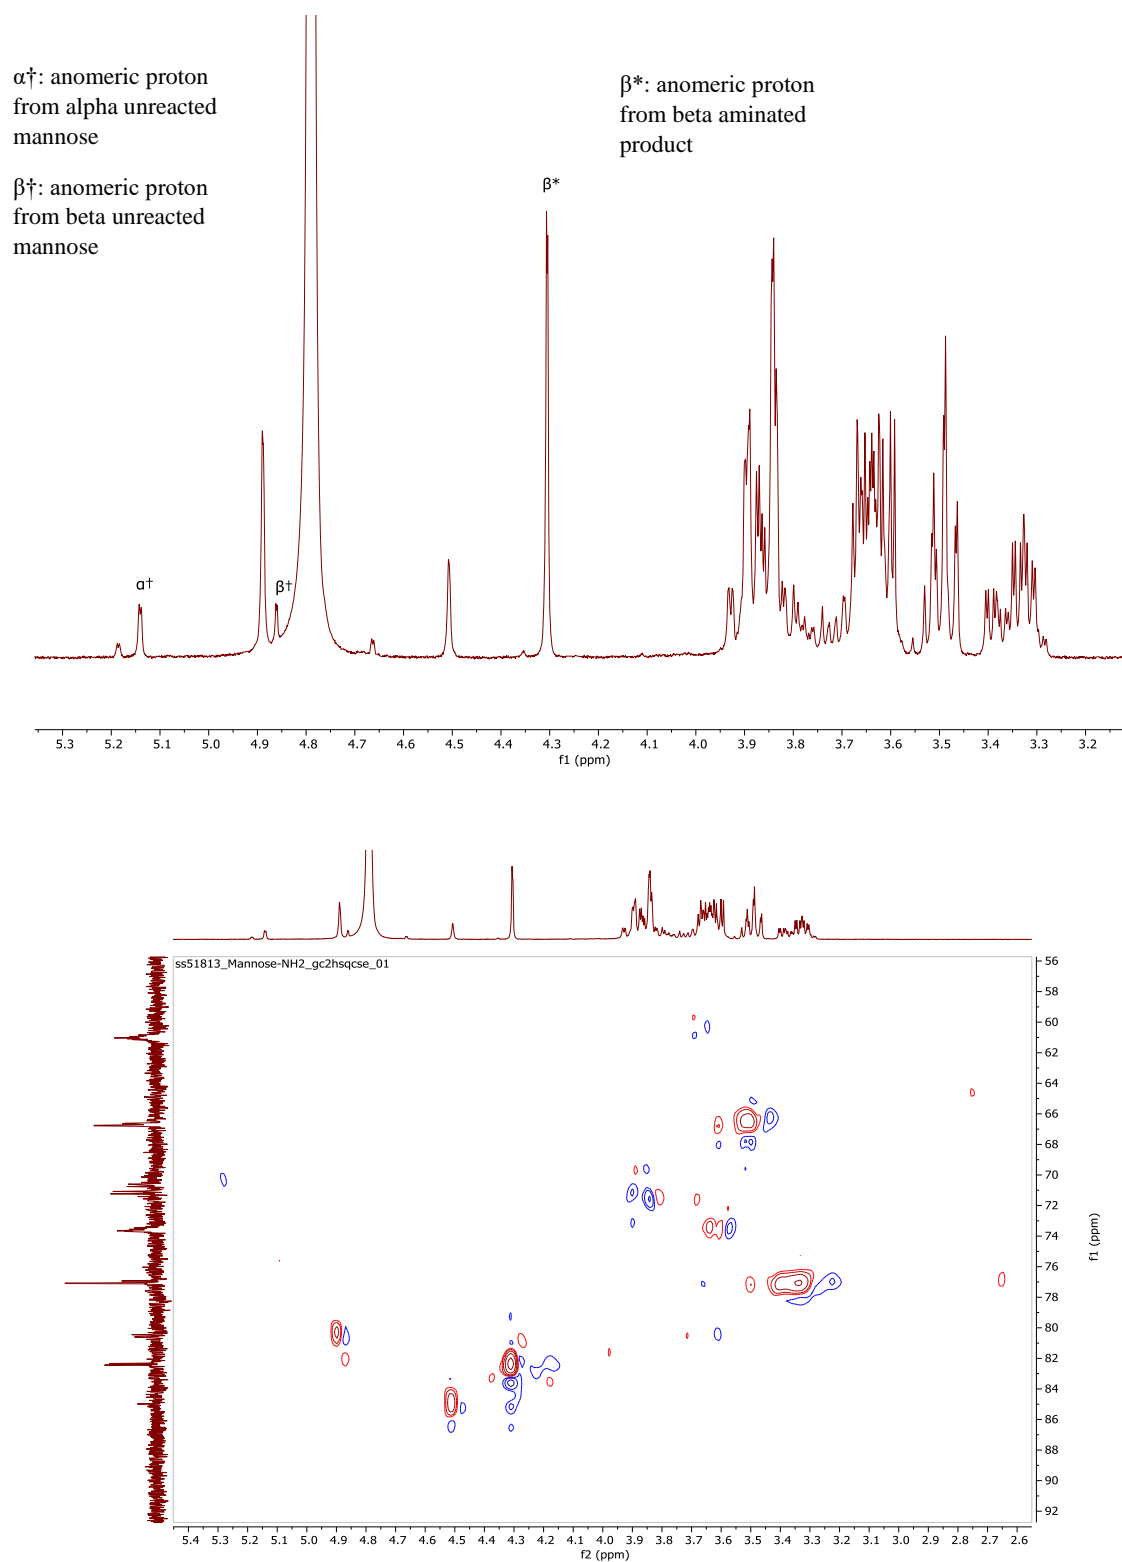 α†: anomeric proton
from alpha unreacted
mannose
β†: anomeric proton
from beta unreacted
mannose
β*: anomeric proton
from beta aminated
product
β*
α†
β†
5.3 5.2 5.1 5.0 4.9 4.8 4.7 4.6 4.5 4.4 4.3 4.2 4.1 4.0 3.9 3.8 3.7 3.6 3.5 3.4 3.3 3.2
f1 (ppm)
ss51813_Mannose-NH2_gc2hsqcse_01
56
58
60
62
64
66
68
70
72
74
76
78
80
82
84
86
88
90
92
f1 (ppm)
5.4 5.3 5.2 5.1 5.0 4.9 4.8 4.7 4.6 4.5 4.4 4.3 4.2 4.1 4.0 3.9 3.8 3.7 3.6 3.5 3.4 3.3 3.2 3.1 3.0 2.9 2.8 2.7 2.6
f2 (ppm)